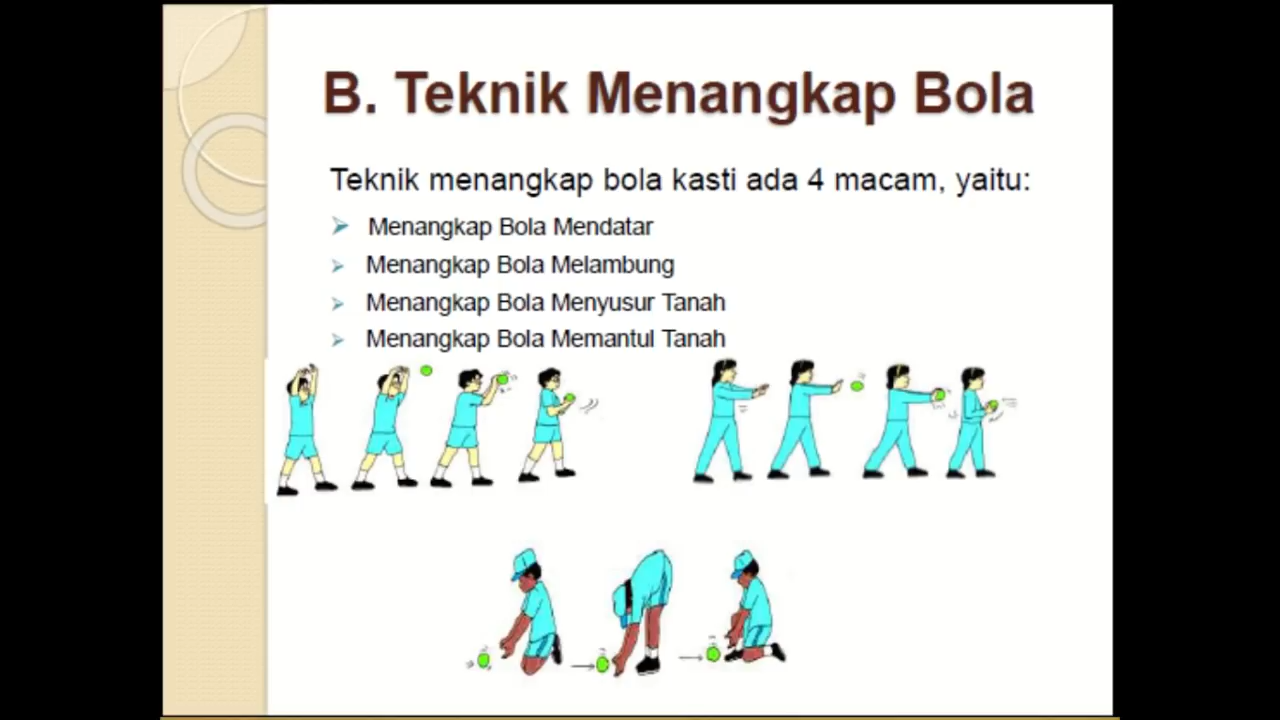 B. Teknik Menangkap Bola
Teknik menangkap bola kasti ada 4 macam, yaitu:
Menangkap Bola Mendatar
Menangkap Bola Melambung
Menangkap Bola Menyusur Tanah
Menangkap Bola Memantul Tanah